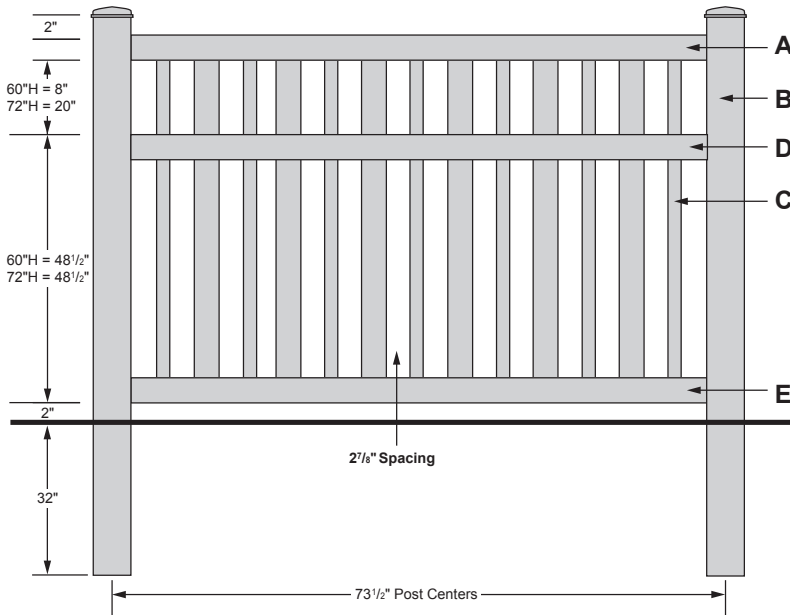 2"
A
60"H = 8"
72"H = 20"
B
D
C
60"H = 48 1/2"
72"H = 48 1/2"
E
2"
2 7/8" Spacing
32"
73 1/2" Post Centers